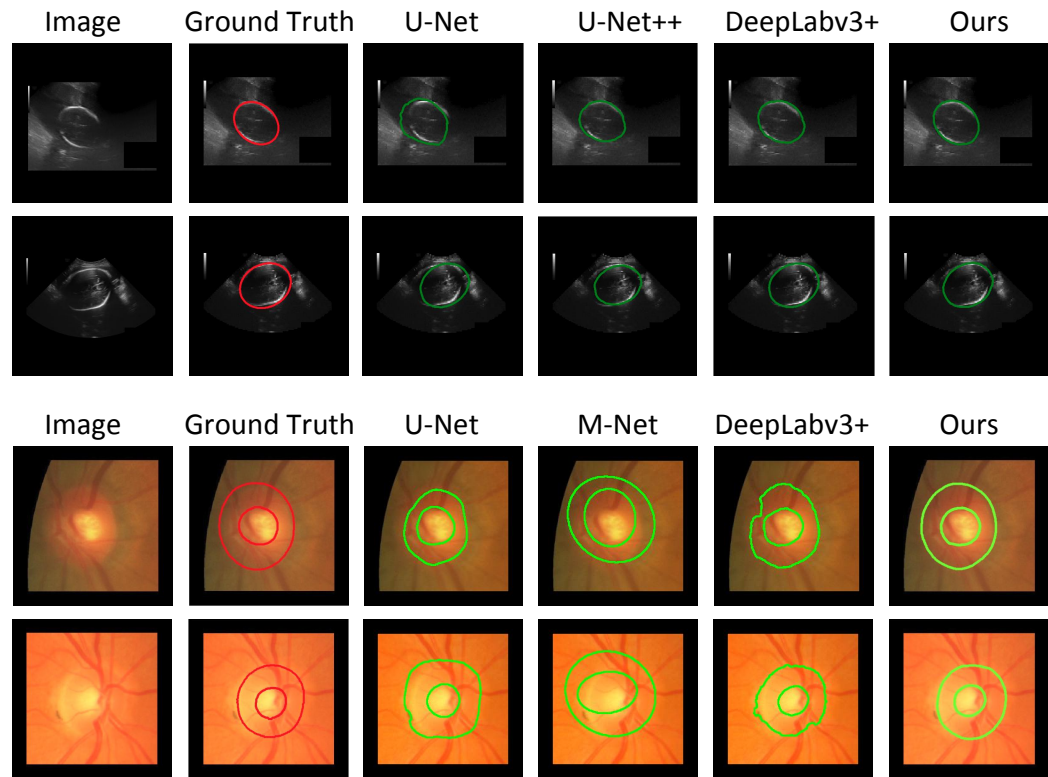 Image Ground Truth U-Net U-Net++ DeepLabv3+ Ours
Image Ground Truth U-Net M-Net DeepLabv3+ Ours